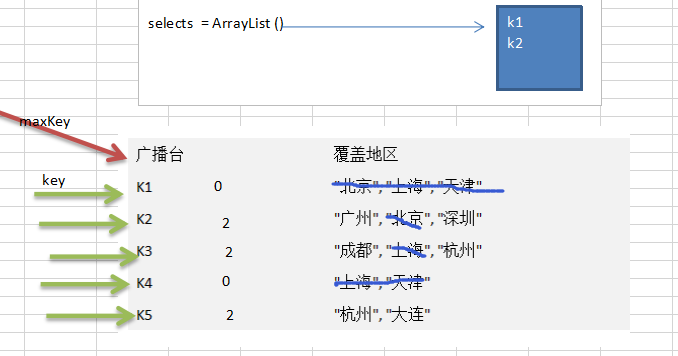 selects = ArrayList ()
k1
k2
maxKey
广播台 覆盖地区
key
K1 0 "北京","上海","天津"
K2 2 "广州","北京","深圳"
K3 2 "成都","上海","杭州"
K4 0 "上海","天津"
K5 2 "杭州","大连"